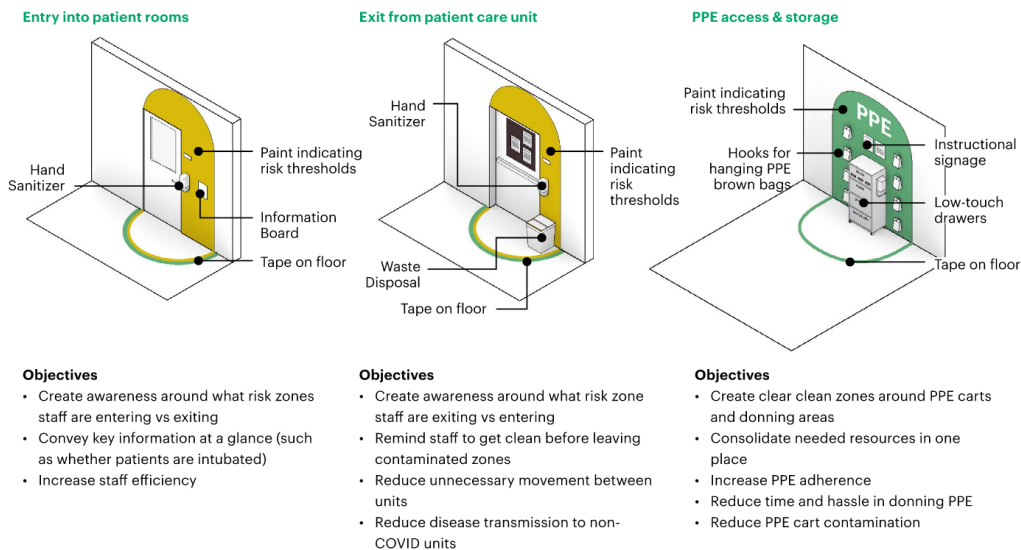 Entry into patient rooms
Hand
Sanitizer
Paint indicating
risk thresholds
Information
Board
Tape on floor
Objectives
• Create awareness around what risk zones
staff are entering vs exiting
• Convey key information at a glance (such
as whether patients are intubated)
• Increase staff efficiency
Exit from patient care unit
Hand
Sanitizer
Paint
indicating
risk
thresholds
Waste
Disposal
Tape on floor
Objectives
• Create awareness around what risk zone
staff are exiting vs entering
• Remind staff to get clean before leaving
contaminated zones
• Reduce unnecessary movement between
units
• Reduce disease transmission to non-
COVID units
PPE access & storage
Paint indicating
risk thresholds
PPE
Hooks for
hanging PPE
brown bags
Instructional
signage
Low-touch
drawers
Tape on floor
Objectives
• Create clear clean zones around PPE carts
and donning areas
• Consolidate needed resources in one
place
• Increase PPE adherence
• Reduce time and hassle in donning PPE
• Reduce PPE cart contamination